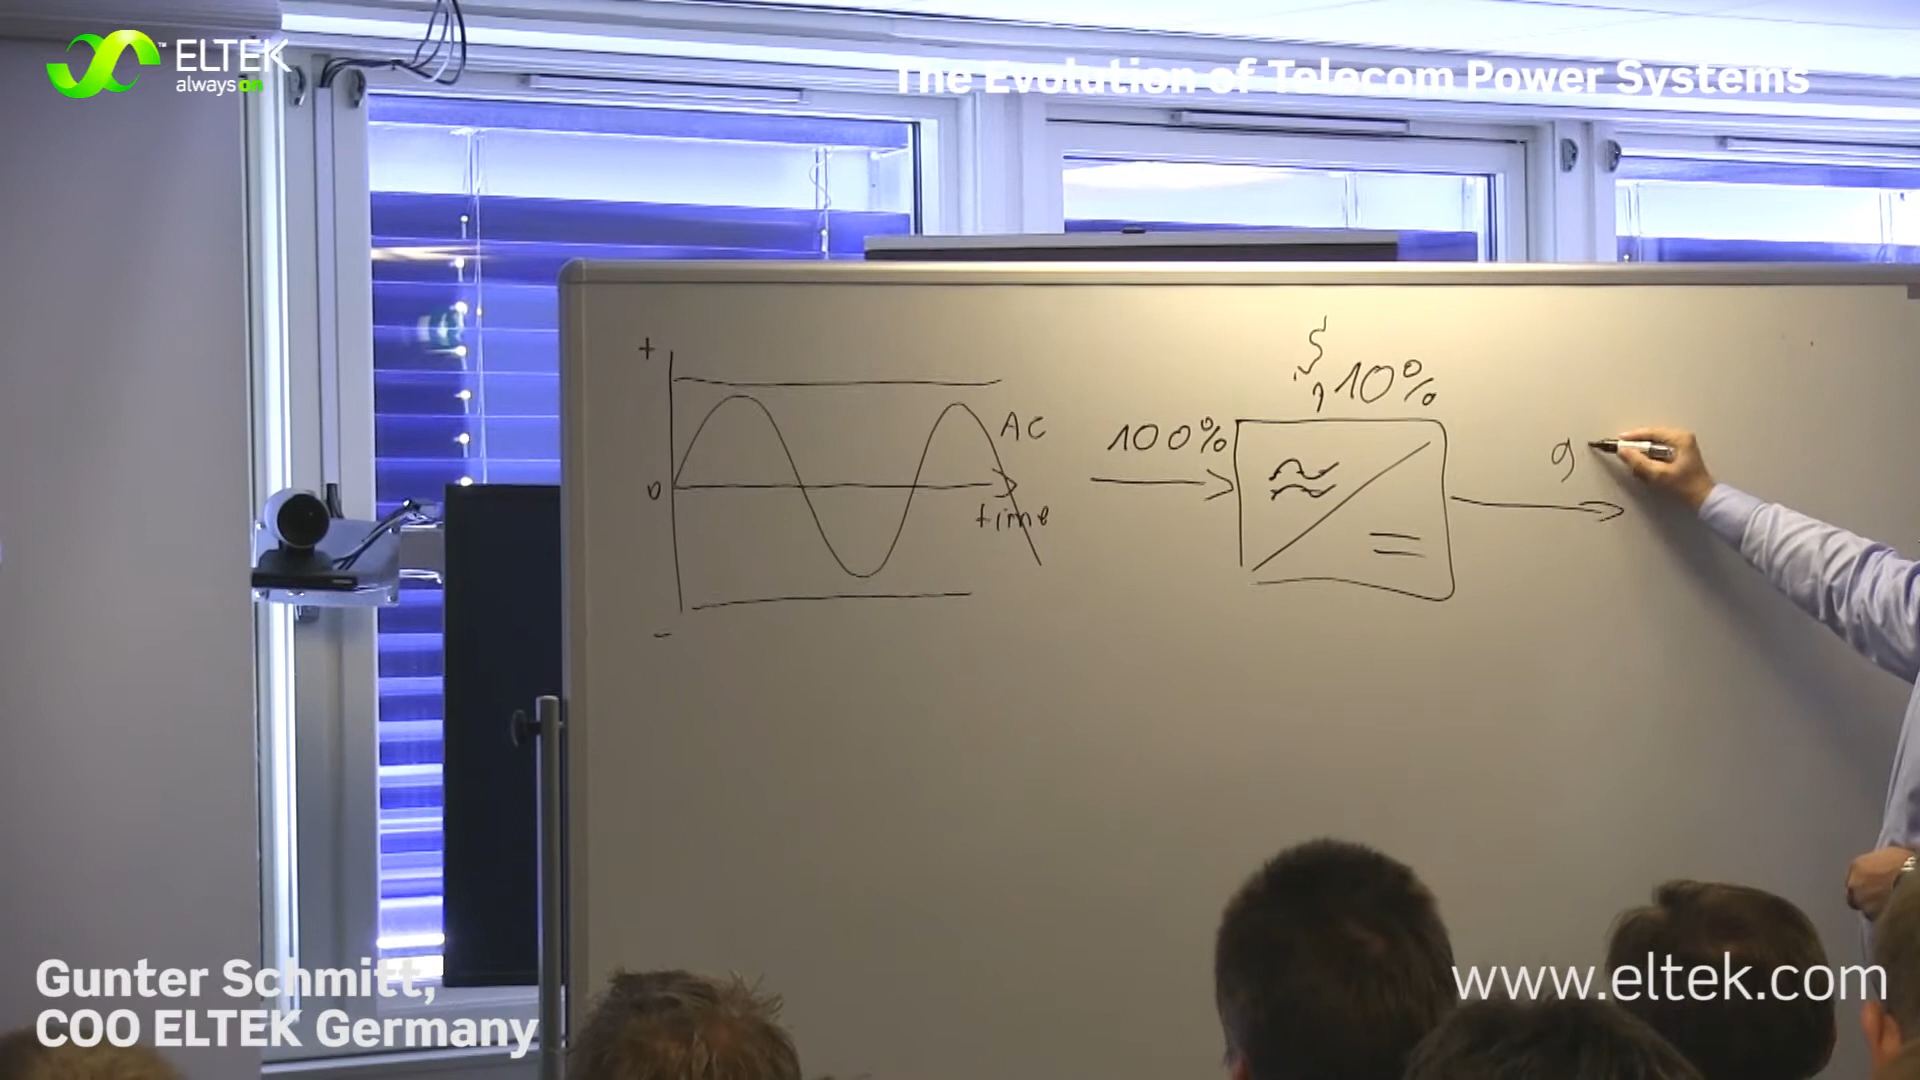 ELTEK
always on
The Evolution of Telecom Power Systems
+
0
-
AC
time
100%
10%
9
Gunter Schmitt,
COO ELTEK Germany
www.eltek.com